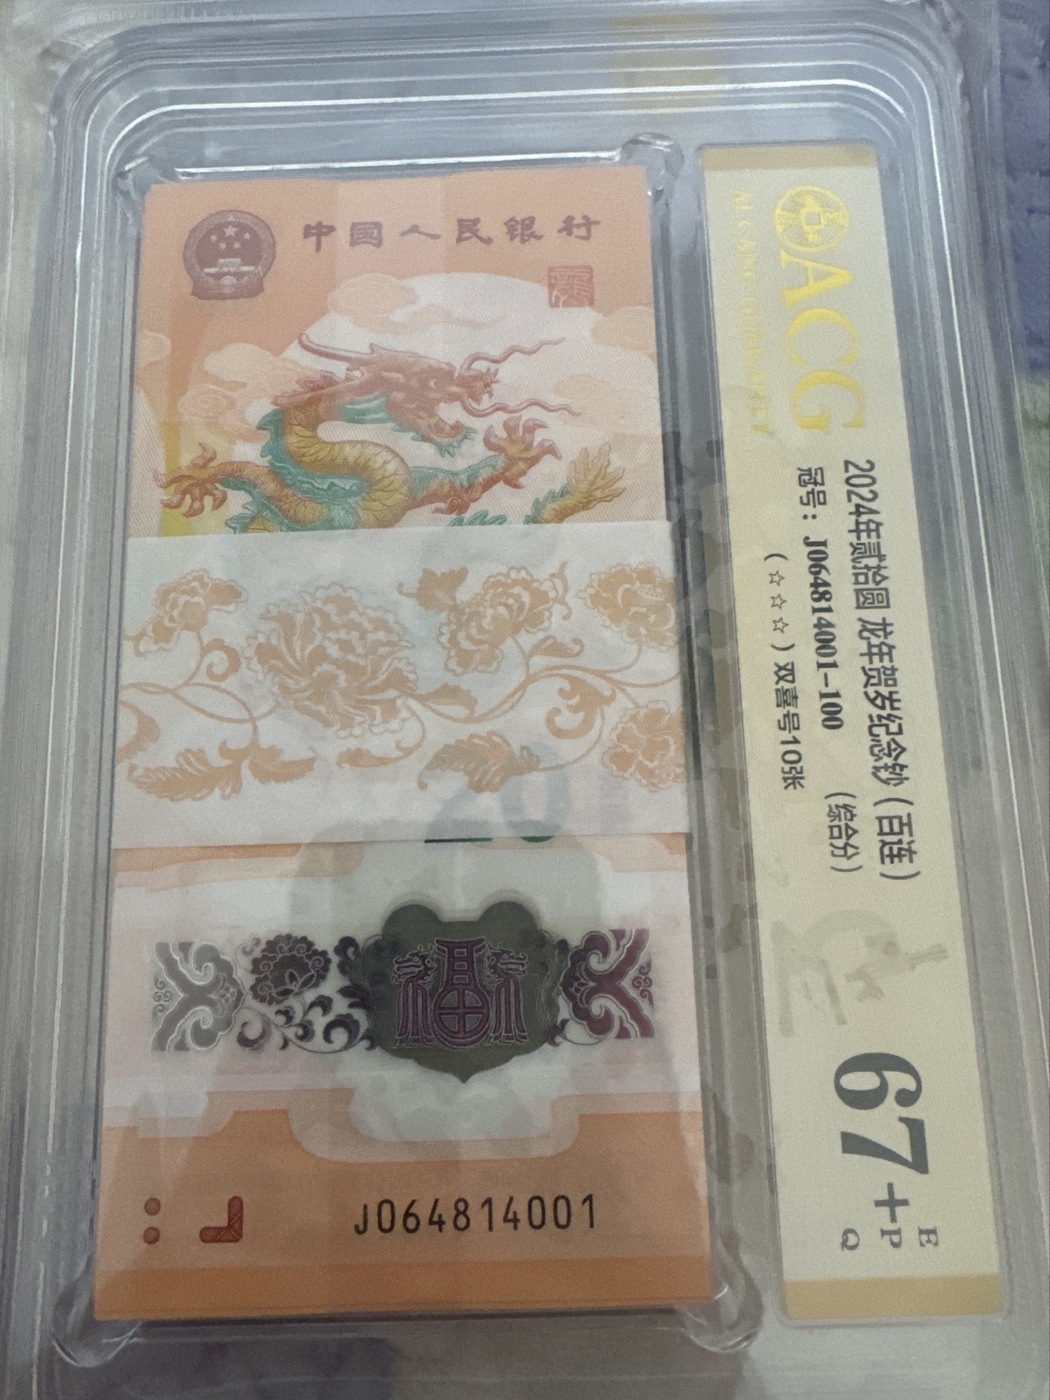 中國人民银行
J064814001
ACG
2024年贰拾圆 龙年贺岁纪念钞（百连）
冠号：J064814001-100 （综合分）
（☆☆☆）双喜号10张
67+
E
P
Q